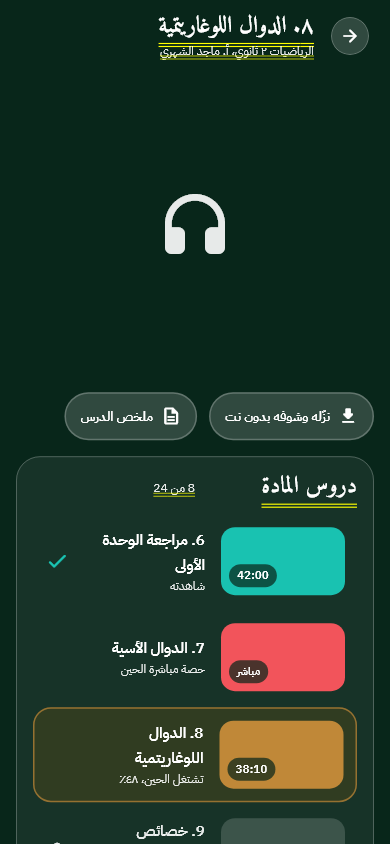 ٨. الدوال اللوغاريتمية
الرياضيات ٢ ثانوي، أ. ماجد الشهري
نزّله وشوفه بدون نت
ملخص الدرس
دروس المادة
8 من 24
6. مراجعة الوحدة
الأولى
شاهدته
42:00
7. الدوال الأسية
حصة مباشرة الحين
مباشر
8. الدوال
اللوغاريتمية
تشتغل الحين، ٤٨٪
38:10
9. خصائص